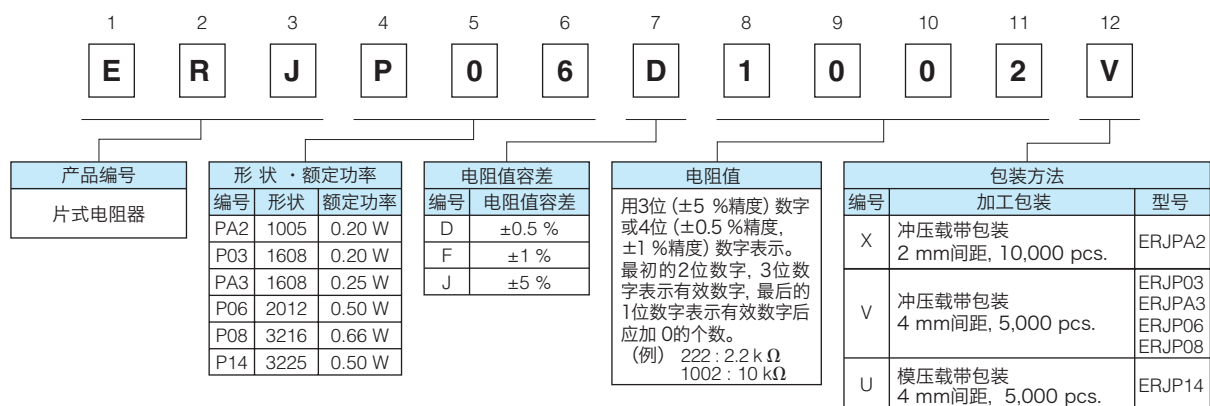 1 2 3 4 5 6 7 8 9 10 11 12
E R J P 0 6 D 1 0 0 2 V
产品编号
片式电阻器
形 状 ・额定功率
编号 形状 额定功率
PA2 1005 0.20 W
P03 1608 0.20 W
PA3 1608 0.25 W
P06 2012 0.50 W
P08 3216 0.66 W
P14 3225 0.50 W
电阻值容差
编号 电阻值容差
D ±0.5 %
F ±1 %
J ±5 %
电阻值
用3位 (±5 %精度) 数字
或4位 (±0.5 %精度,
±1 %精度) 数字表示。
最初的2位数字, 3位数
字表示有效数字, 最后的
1位数字表示有效数字后
应加 0的个数。
(例) 222 : 2.2 k Ω
1002 : 10 kΩ
包装方法
编号 加工包装 型号
X 冲压载带包装 ERJPA2
2 mm间距, 10,000 pcs.
V 冲压载带包装
4 mm间距, 5,000 pcs.
ERJP03
ERJPA3
ERJP06
ERJP08
U 模压载带包装 ERJP14
4 mm间距, 5,000 pcs.